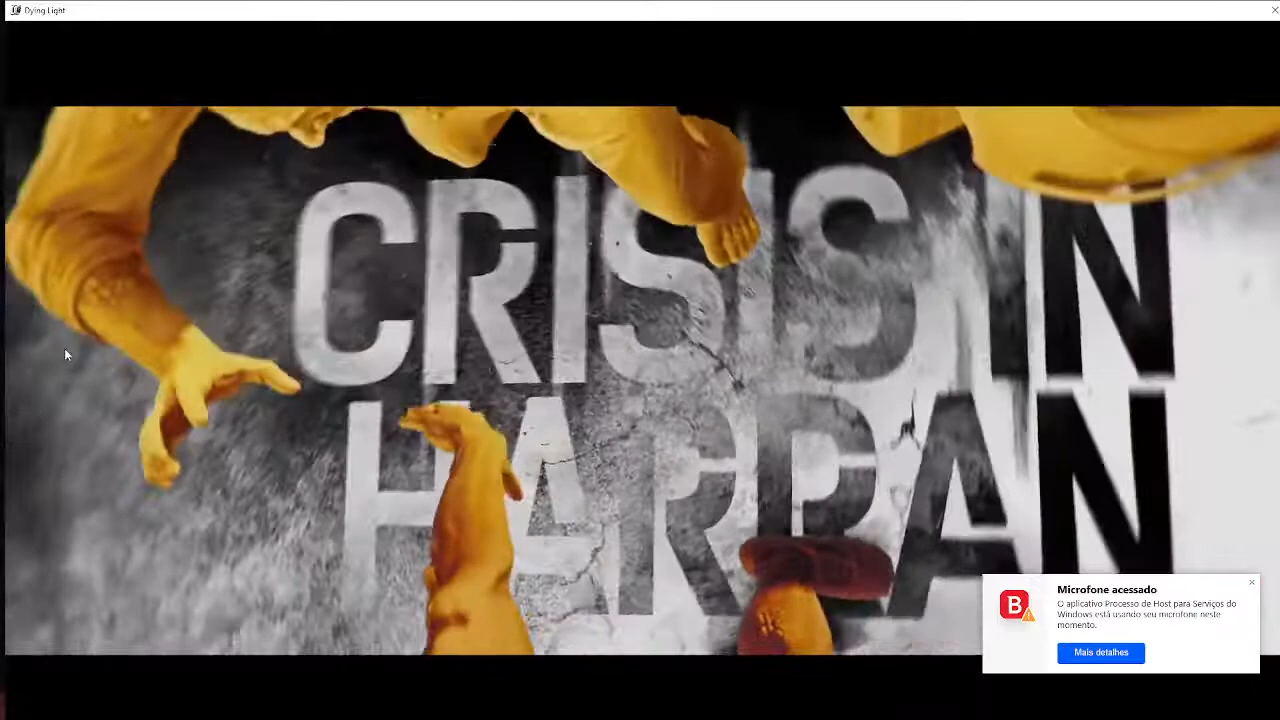 Dying Light
CRISIS IN
HARRAN
Microfone acessado
O aplicativo Processo de Host para Serviços do
Windows está usando seu microfone neste
momento.
Mais detalhes
B